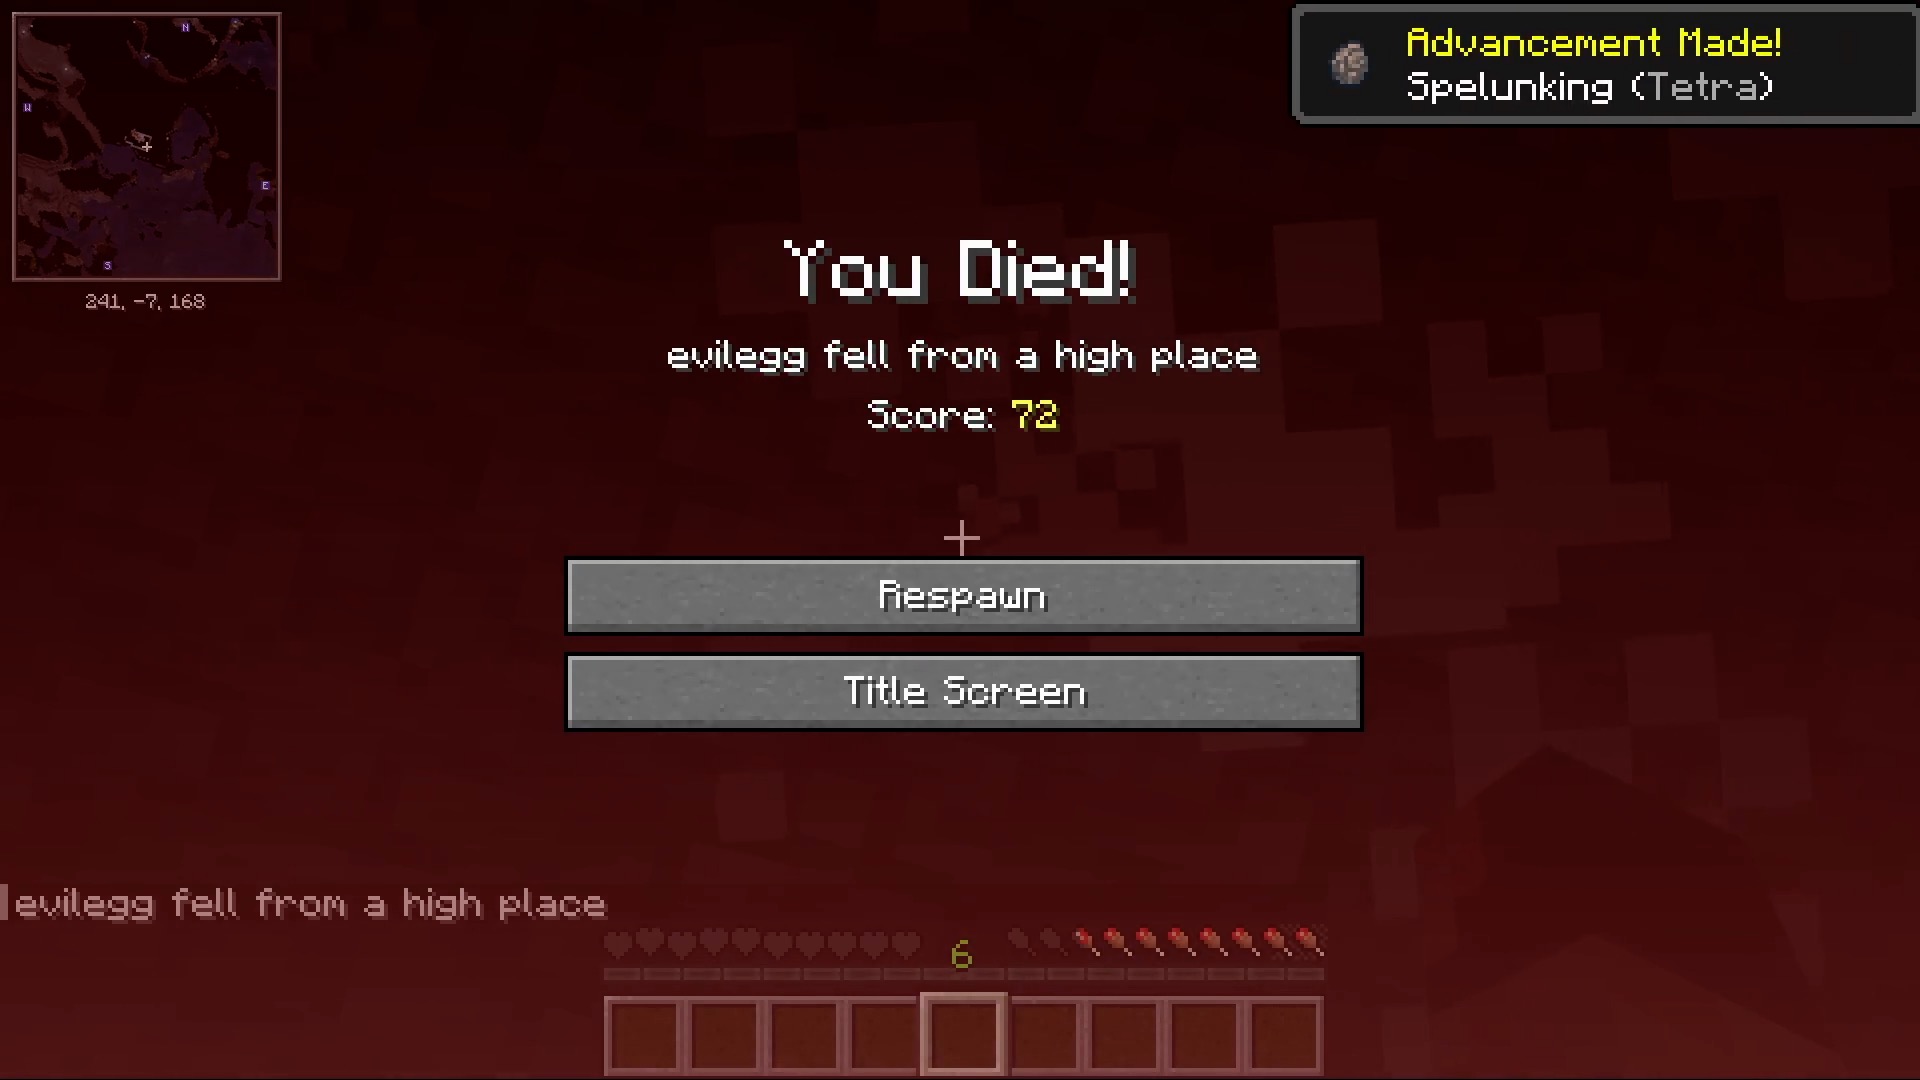 N
W
E
S
241, -7, 168
Advancement Made!
Spelunking (Tetra)
You Died!
evilegg fell from a high place
Score: 72
Respawn
Title Screen
evilegg fell from a high place
6